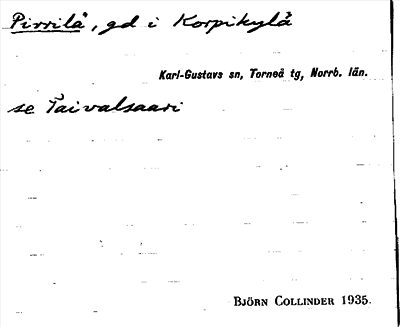 Pirrilä, gd i Korpikylä
Karl-Gustavs sn, Torneå tg, Norrb. län.
se Taivalsaari
BJÖRN COLLINDER 1935.